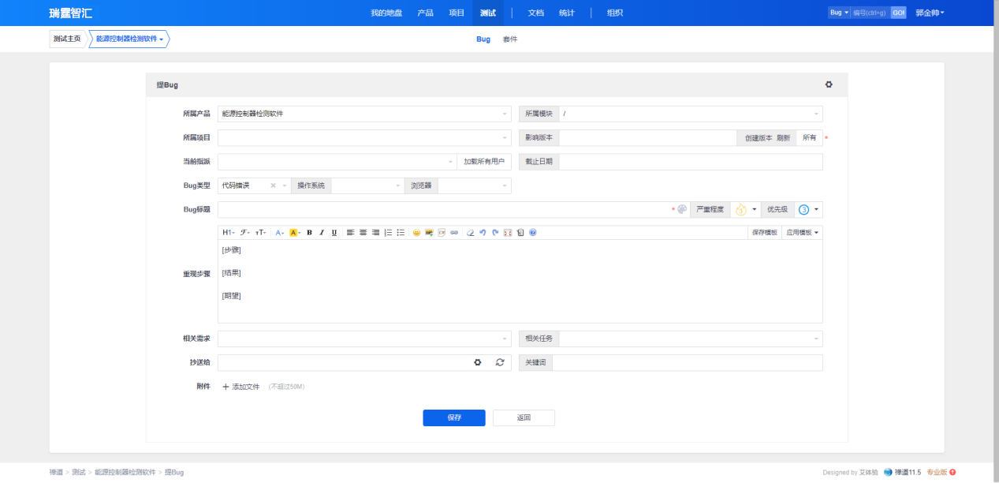 瑞霆智汇 我的地盘 产品 项目 测试 文档 统计 组织 Bug 编号(ctrl+g) GO! 郭金帅
测试主页 能源控制器检测软件 Bug 套件
提Bug
所属产品 能源控制器检测软件 所属模块 /
所属项目 影响版本 创建版本 刷新 所有 *
当前指派 加载所有用户 截止日期
Bug类型 代码错误 × 操作系统 浏览器
Bug标题 * 严重程度 3 优先级 3
H1 F тT A A B I U 保存模板 应用模板
[步骤]
重现步骤 [结果]
[期望]
相关需求 相关任务
抄送给 关键词
附件 + 添加文件 (不超过50M)
保存 返回
禅道 > 测试 > 能源控制器检测软件 > 提Bug Designed by 艾体验 禅道11.5 专业版